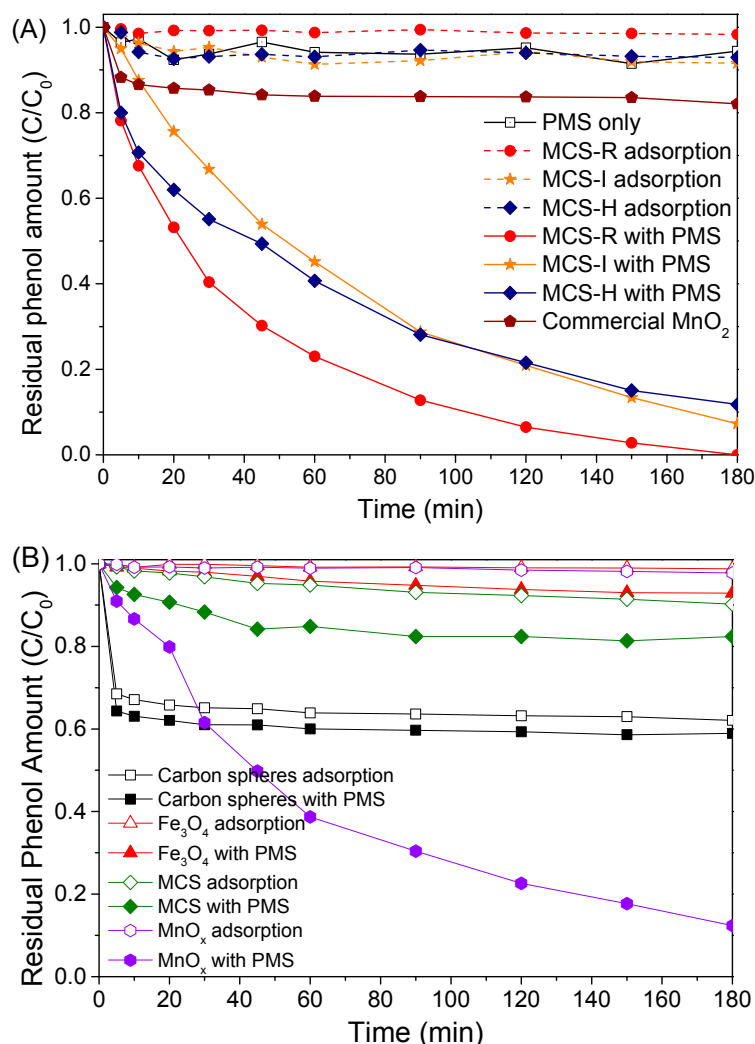 (A)
Residual phenol amount (C/C₀)
1.0
0.8
0.6
0.4
0.2
0.0
PMS only
MCS-R adsorption
MCS-I adsorption
MCS-H adsorption
MCS-R with PMS
MCS-I with PMS
MCS-H with PMS
Commercial MnO₂
0 20 40 60 80 100 120 140 160 180
Time (min)
(B)
Residual Phenol Amount (C/C₀)
1.0
0.8
0.6
0.4
0.2
0.0
Carbon spheres adsorption
Carbon spheres with PMS
Fe₃O₄ adsorption
Fe₃O₄ with PMS
MCS adsorption
MCS with PMS
MnOₓ adsorption
MnOₓ with PMS
0 20 40 60 80 100 120 140 160 180
Time (min)